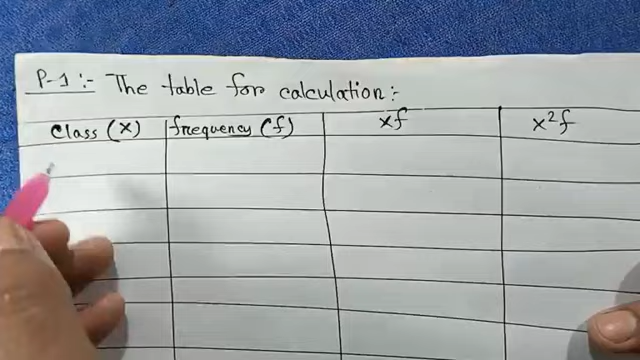 P-1:- The table for calculation:-
Class (x) frequency (f) xf x²f